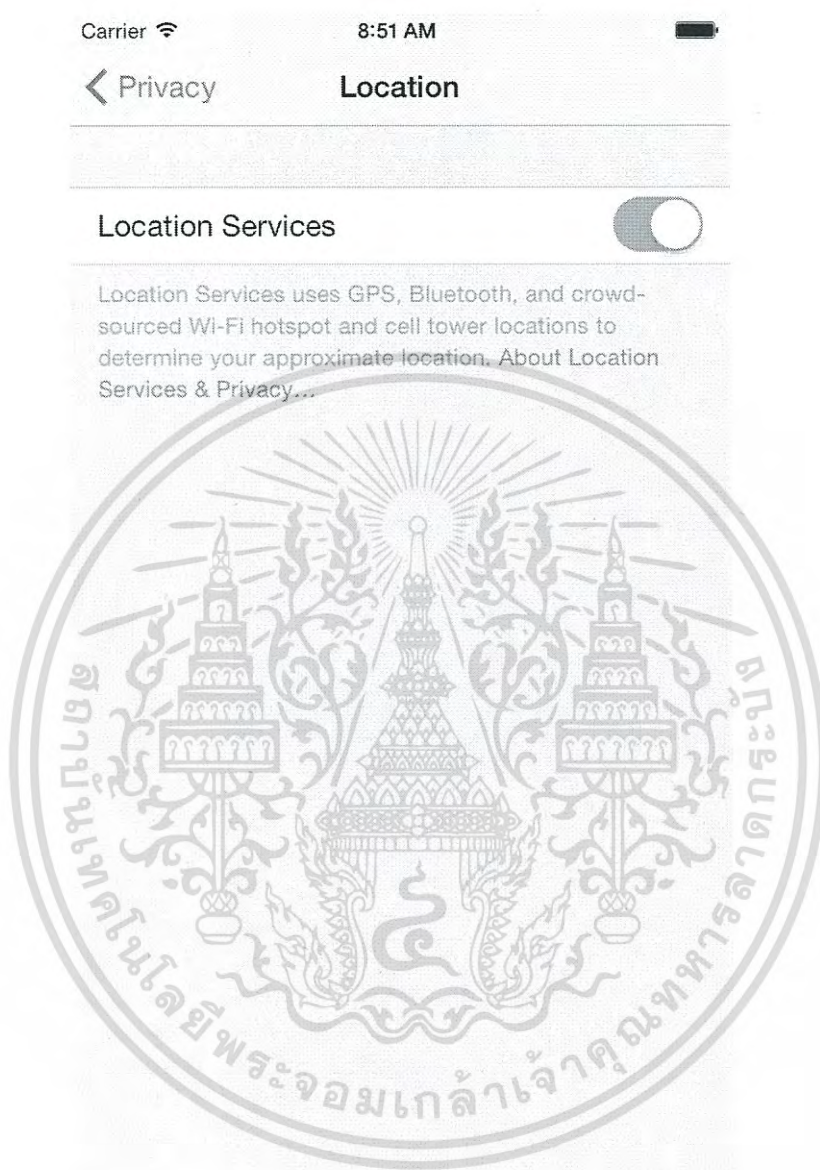 Carrier 8:51 AM
Privacy Location
Location Services
Location Services uses GPS, Bluetooth, and crowd-
sourced Wi-Fi hotspot and cell tower locations to
determine your approximate location. About Location
Services & Privacy...
สถาบันเทคโนโลยีพระจอมเกล้าเจ้าคุณทหารลาดกระบัง